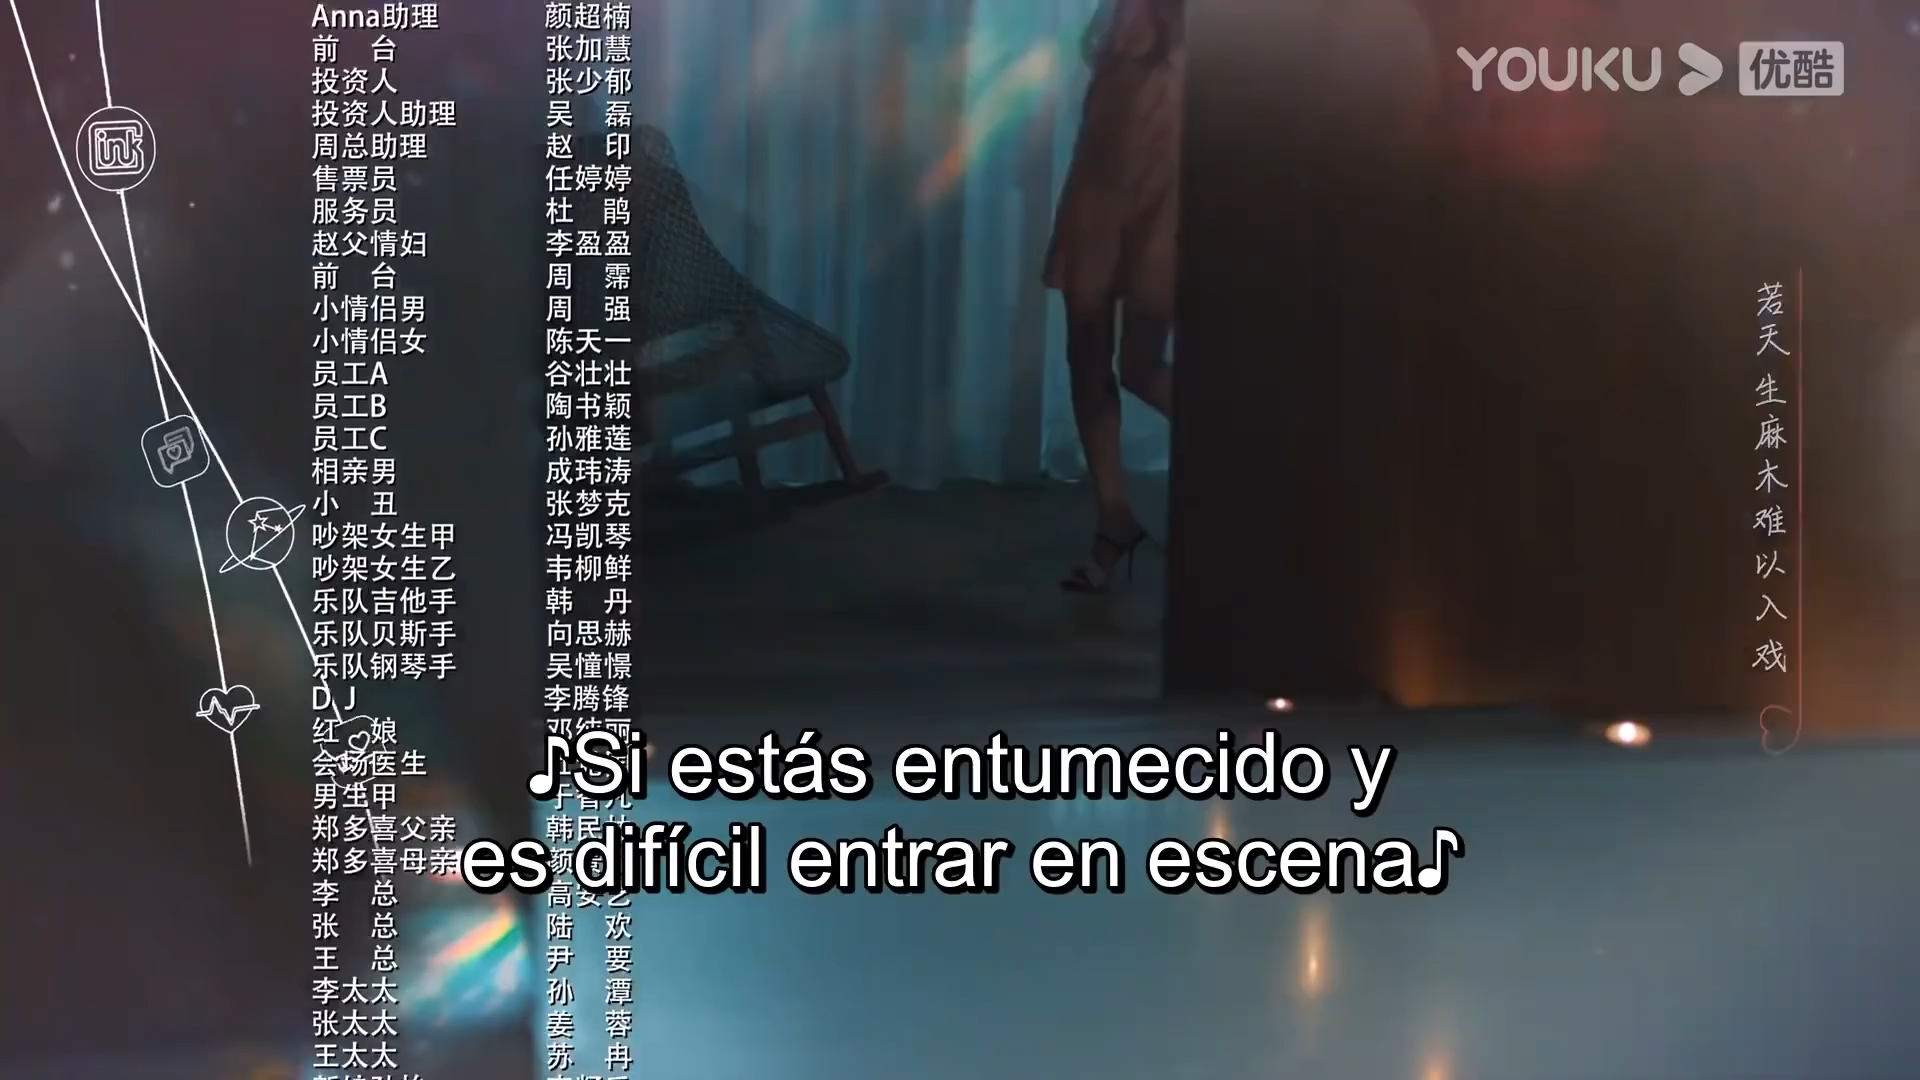 Anna助理 颜超楠
前 台 张加慧
投资人 张少郁
投资人助理 吴 磊
周总助理 赵 印
售票员 任婷婷
服务员 杜 鹃
赵父情妇 李盈盈
前 台 周 霈
小情侣男 周 强
小情侣女 陈天一
员工A 谷壮壮
员工B 陶书颖
员工C 孙雅莲
相亲男 成玮涛
小 丑 张梦克
吵架女生甲 冯凯琴
吵架女生乙 韦柳鲜
乐队吉他手 韩 丹
乐队贝斯手 向思赫
乐队钢琴手 吴憧憬
DJ 李腾锋
红 娘
会场医生
男生甲
郑多喜父亲
郑多喜母亲
李 总
张 总 陆 欢
王 总 尹 要
李太太 孙 潭
张太太 姜 蓉
王太太 苏 冉
♪Si estás entumecido y
es difícil entrar en escena♪
YOUKU 优酷
若天生麻木难以入戏
ink